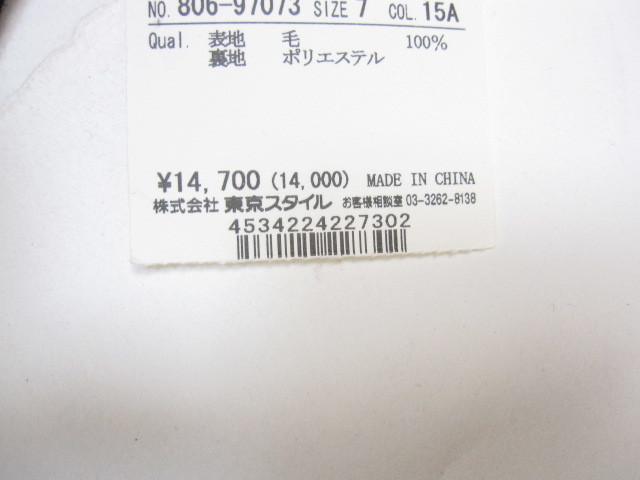 NO. 806-97073 SIZE 7 COL. 15A
Qual. 表地 毛 100%
裏地 ポリエステル
¥14,700 (14,000) MADE IN CHINA
株式会社 東京スタイル お客様相談室 03-3262-8138
4534224227302